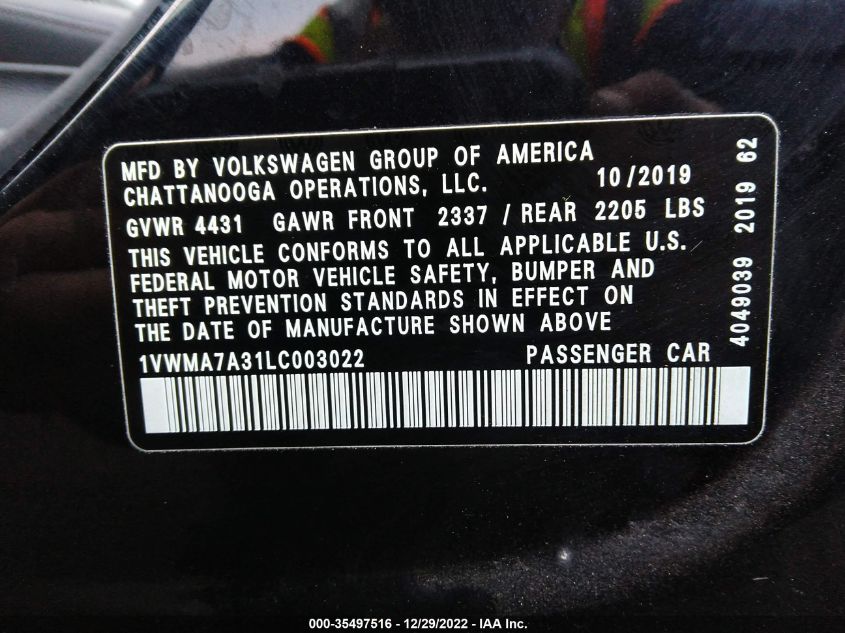 MFD BY VOLKSWAGEN GROUP OF AMERICA
CHATTANOOGA OPERATIONS, LLC. 10/2019
GVWR 4431 GAWR FRONT 2337 / REAR 2205 LBS
THIS VEHICLE CONFORMS TO ALL APPLICABLE U.S.
FEDERAL MOTOR VEHICLE SAFETY, BUMPER AND
THEFT PREVENTION STANDARDS IN EFFECT ON
THE DATE OF MANUFACTURE SHOWN ABOVE
1VWMA7A31LC003022 PASSENGER CAR
4049039 2019 62
000-35497516 - 12/29/2022 - IAA Inc.